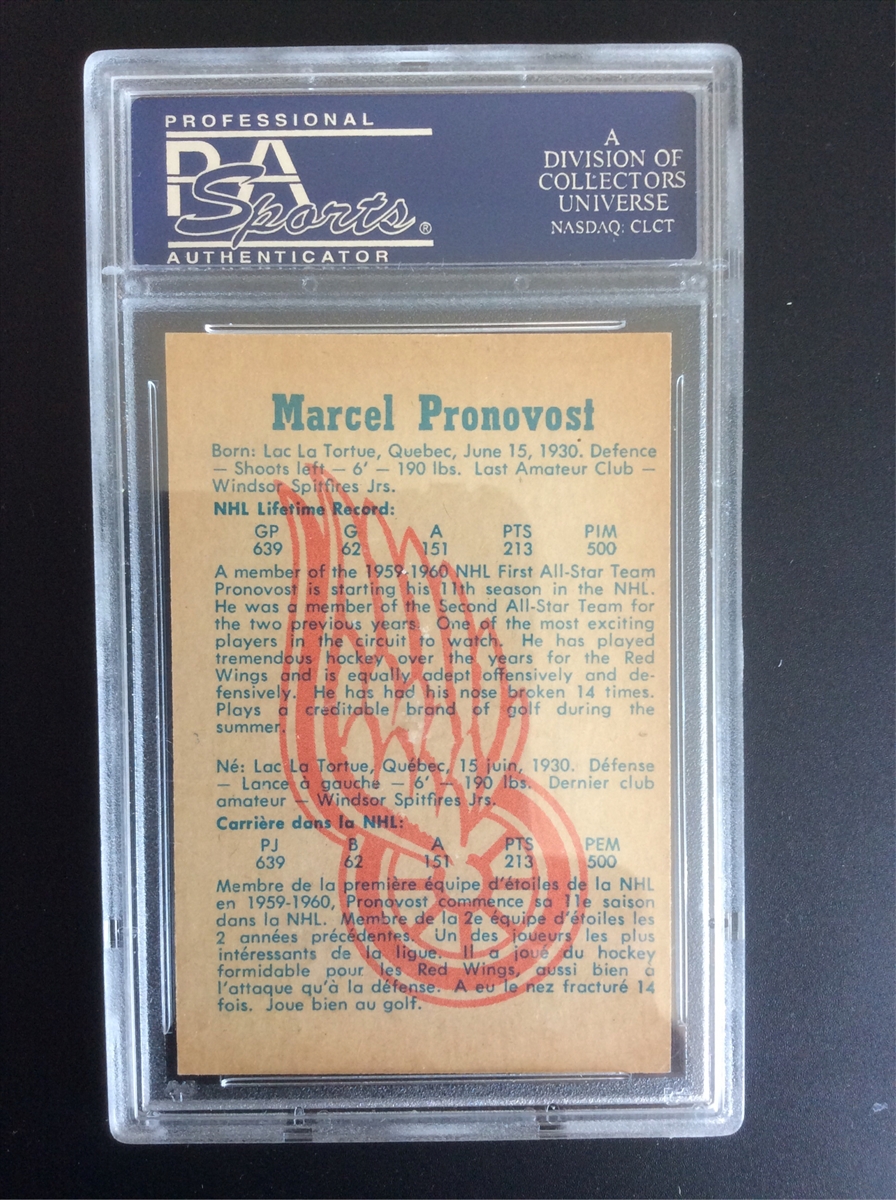 PROFESSIONAL
PSA
Sports®
AUTHENTICATOR
A
DIVISION OF
COLLECTORS
UNIVERSE
NASDAQ: CLCT
Marcel Pronovost
Born: Lac La Tortue, Quebec, June 15, 1930. Defence
— Shoots left — 6' — 190 lbs. Last Amateur Club —
Windsor Spitfires Jrs.
NHL Lifetime Record:
GP G A PTS PIM
639 62 151 213 500
A member of the 1959-1960 NHL First All-Star Team
Pronovost is starting his 11th season in the NHL.
He was a member of the Second All-Star Team for
the two previous years. One of the most exciting
players in the circuit to watch. He has played
tremendous hockey over the years for the Red
Wings and is equally adept offensively and de-
fensively. He has had his nose broken 14 times.
Plays a creditable brand of golf during the
summer.
Né: Lac La Tortue, Québec, 15 juin, 1930. Défense
— Lance à gauche — 6' — 190 lbs. Dernier club
amateur — Windsor Spitfires Jrs.
Carrière dans la NHL:
PJ B A PTS PEM
639 62 151 213 500
Membre de la première équipe d'étoiles de la NHL
en 1959-1960, Pronovost commence sa 11e saison
dans la NHL. Membre de la 2e équipe d'étoiles les
2 années précédentes. Un des joueurs les plus
intéressants de la ligue. Il a joué du hockey
formidable pour les Red Wings, aussi bien à
l'attaque qu'à la défense. A eu le nez fracturé 14
fois. Joue bien au golf.